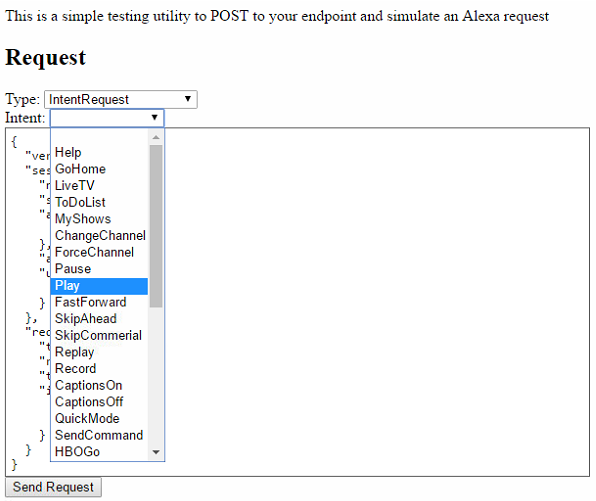 This is a simple testing utility to POST to your endpoint and simulate an Alexa request
Request
Type: IntentRequest
Intent:
{
"ver
"ses
"n
"s
"a
},
"a
"u
}
},
"rec
"t
"r
"t
"i
}
}
}
Help
GoHome
LiveTV
ToDoList
MyShows
ChangeChannel
ForceChannel
Pause
Play
FastForward
SkipAhead
SkipCommerial
Replay
Record
CaptionsOn
CaptionsOff
QuickMode
SendCommand
HBOGo
Send Request